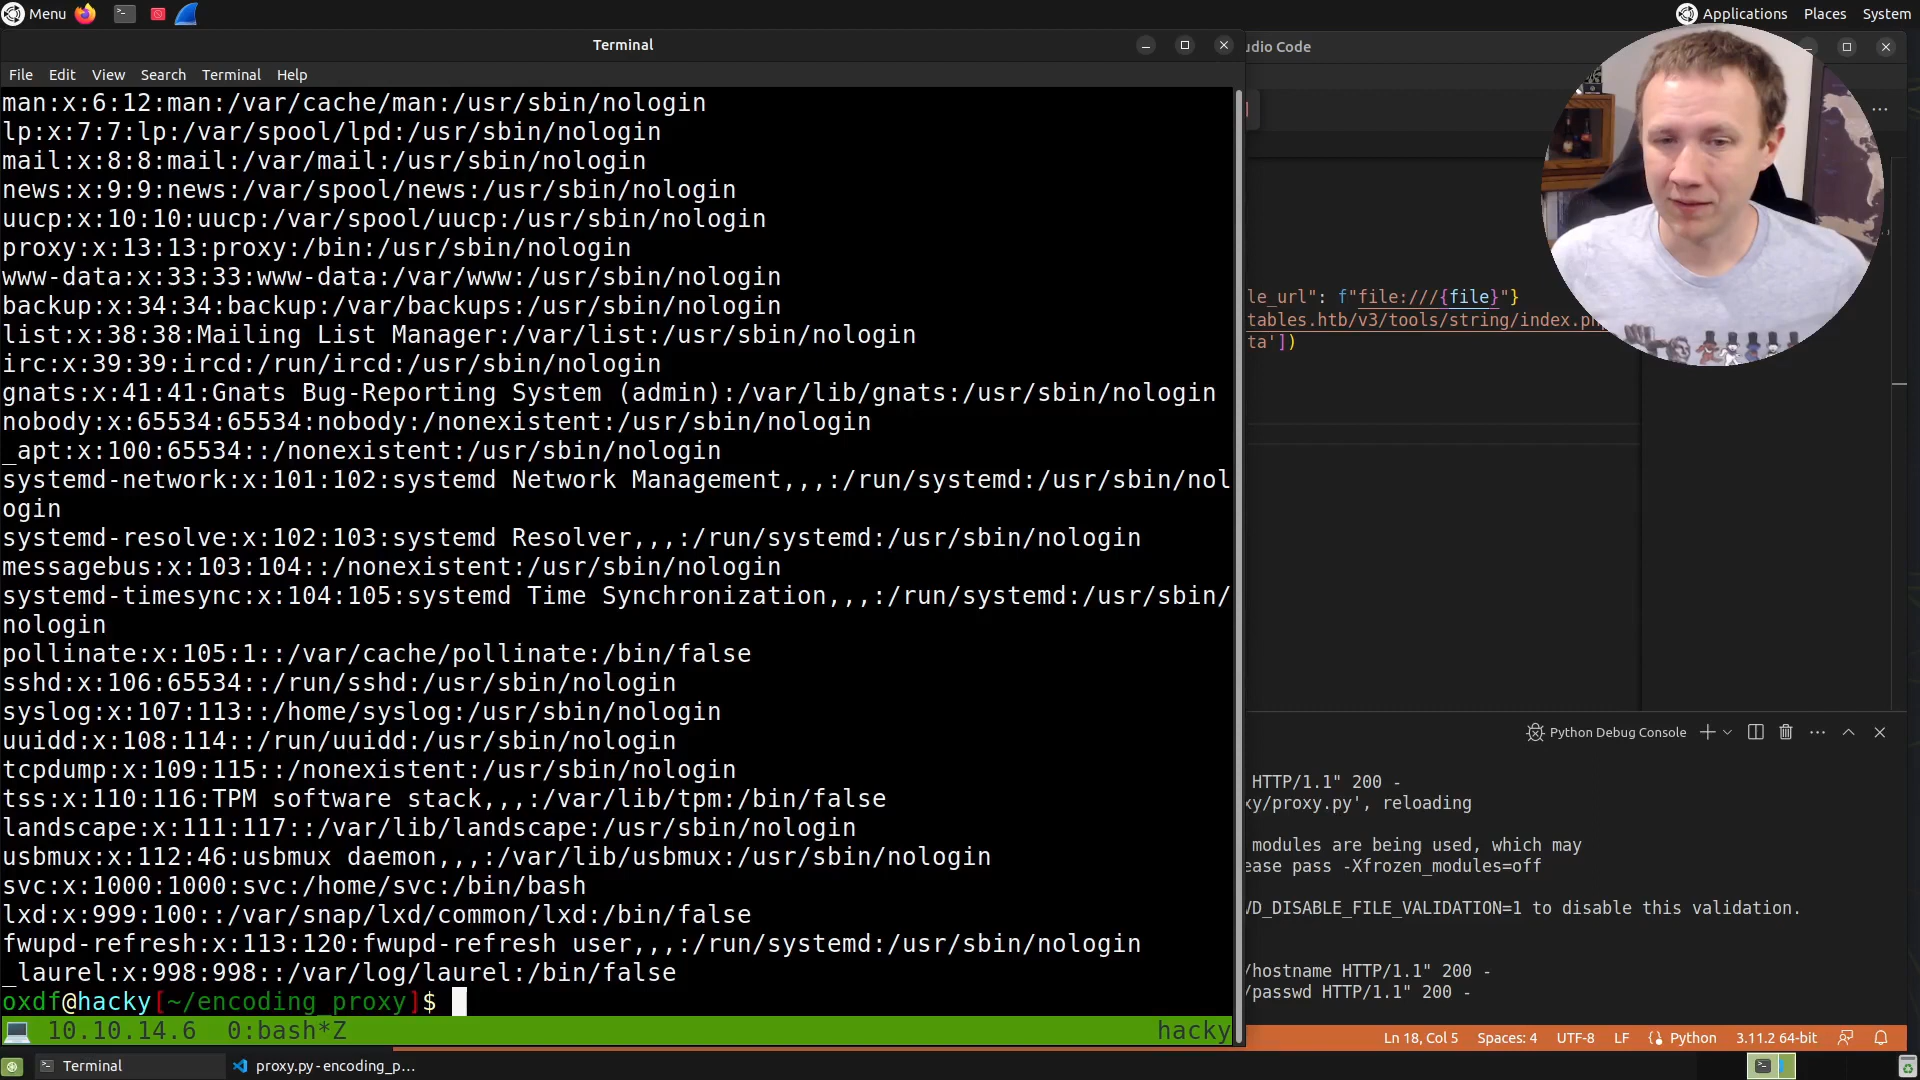 Menu
Applications Places System
Terminal
udio Code
File Edit View Search Terminal Help
man:x:6:12:man:/var/cache/man:/usr/sbin/nologin
lp:x:7:7:lp:/var/spool/lpd:/usr/sbin/nologin
mail:x:8:8:mail:/var/mail:/usr/sbin/nologin
news:x:9:9:news:/var/spool/news:/usr/sbin/nologin
uucp:x:10:10:uucp:/var/spool/uucp:/usr/sbin/nologin
proxy:x:13:13:proxy:/bin:/usr/sbin/nologin
www-data:x:33:33:www-data:/var/www:/usr/sbin/nologin
backup:x:34:34:backup:/var/backups:/usr/sbin/nologin
list:x:38:38:Mailing List Manager:/var/list:/usr/sbin/nologin
irc:x:39:39:ircd:/run/ircd:/usr/sbin/nologin
gnats:x:41:41:Gnats Bug-Reporting System (admin):/var/lib/gnats:/usr/sbin/nologin
nobody:x:65534:65534:nobody:/nonexistent:/usr/sbin/nologin
_apt:x:100:65534::/nonexistent:/usr/sbin/nologin
systemd-network:x:101:102:systemd Network Management,,,:/run/systemd:/usr/sbin/nol
ogin
systemd-resolve:x:102:103:systemd Resolver,,,:/run/systemd:/usr/sbin/nologin
messagebus:x:103:104::/nonexistent:/usr/sbin/nologin
systemd-timesync:x:104:105:systemd Time Synchronization,,,:/run/systemd:/usr/sbin/
nologin
pollinate:x:105:1::/var/cache/pollinate:/bin/false
sshd:x:106:65534::/run/sshd:/usr/sbin/nologin
syslog:x:107:113::/home/syslog:/usr/sbin/nologin
uuidd:x:108:114::/run/uuidd:/usr/sbin/nologin
tcpdump:x:109:115::/nonexistent:/usr/sbin/nologin
tss:x:110:116:TPM software stack,,,:/var/lib/tpm:/bin/false
landscape:x:111:117::/var/lib/landscape:/usr/sbin/nologin
usbmux:x:112:46:usbmux daemon,,,:/var/lib/usbmux:/usr/sbin/nologin
svc:x:1000:1000:svc:/home/svc:/bin/bash
lxd:x:999:100::/var/snap/lxd/common/lxd:/bin/false
fwupd-refresh:x:113:120:fwupd-refresh user,,,:/run/systemd:/usr/sbin/nologin
_laurel:x:998:998::/var/log/laurel:/bin/false
oxdf@hacky[~/encoding_proxy]$
10.10.14.6 0:bash*Z hacky
le_url": f"file:///{file}"}
tables.htb/v3/tools/string/index.ph
ta'])
Python Debug Console
HTTP/1.1" 200 -
xy/proxy.py', reloading
modules are being used, which may
ease pass -Xfrozen_modules=off
VD_DISABLE_FILE_VALIDATION=1 to disable this validation.
/hostname HTTP/1.1" 200 -
/passwd HTTP/1.1" 200 -
Ln 18, Col 5 Spaces: 4 UTF-8 LF Python 3.11.2 64-bit
Terminal
proxy.py - encoding_p...